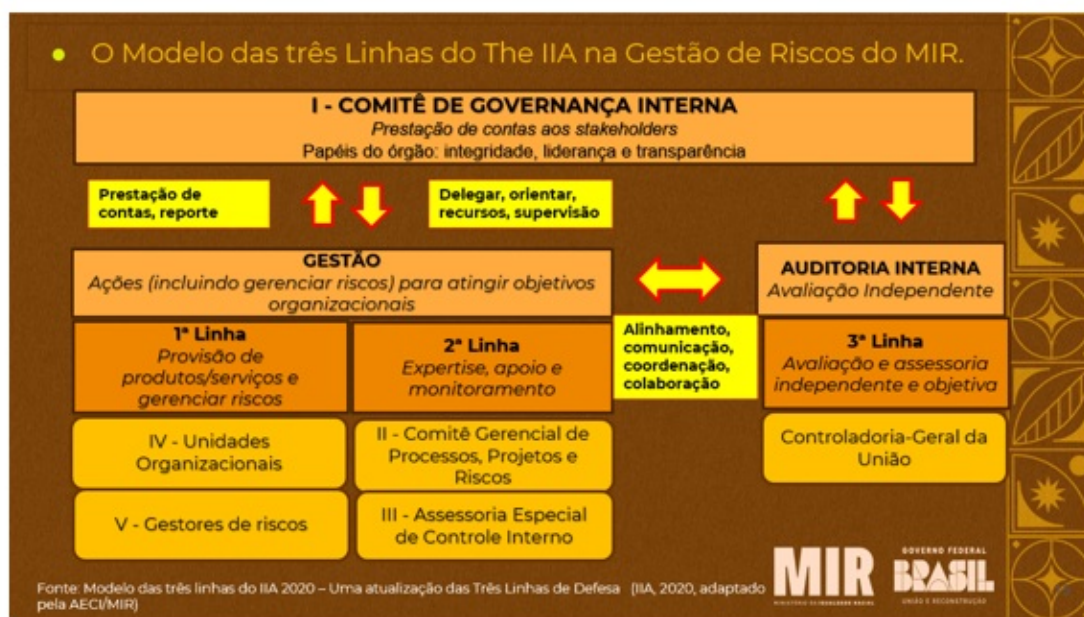 • O Modelo das três Linhas do The IIA na Gestão de Riscos do MIR.
I - COMITÊ DE GOVERNANÇA INTERNA
Prestação de contas aos stakeholders
Papéis do órgão: integridade, liderança e transparência
Prestação de
contas, reporte
Delegar, orientar,
recursos, supervisão
GESTÃO
Ações (incluindo gerenciar riscos) para atingir objetivos
organizacionais
AUDITORIA INTERNA
Avaliação Independente
1ª Linha
Provisão de
produtos/serviços e
gerenciar riscos
2ª Linha
Expertise, apoio e
monitoramento
Alinhamento,
comunicação,
coordenação,
colaboração
3ª Linha
Avaliação e assessoria
independente e objetiva
IV - Unidades
Organizacionais
II - Comitê Gerencial de
Processos, Projetos e
Riscos
Controladoria-Geral da
União
V - Gestores de riscos
III - Assessoria Especial
de Controle Interno
Fonte: Modelo das três linhas do IIA 2020 – Uma atualização das Três Linhas de Defesa (IIA, 2020, adaptado
pela AECI/MIR)
MIR
MINISTÉRIO DA IGUALDADE RACIAL
GOVERNO FEDERAL
BRASIL
UNIÃO E RECONSTRUÇÃO